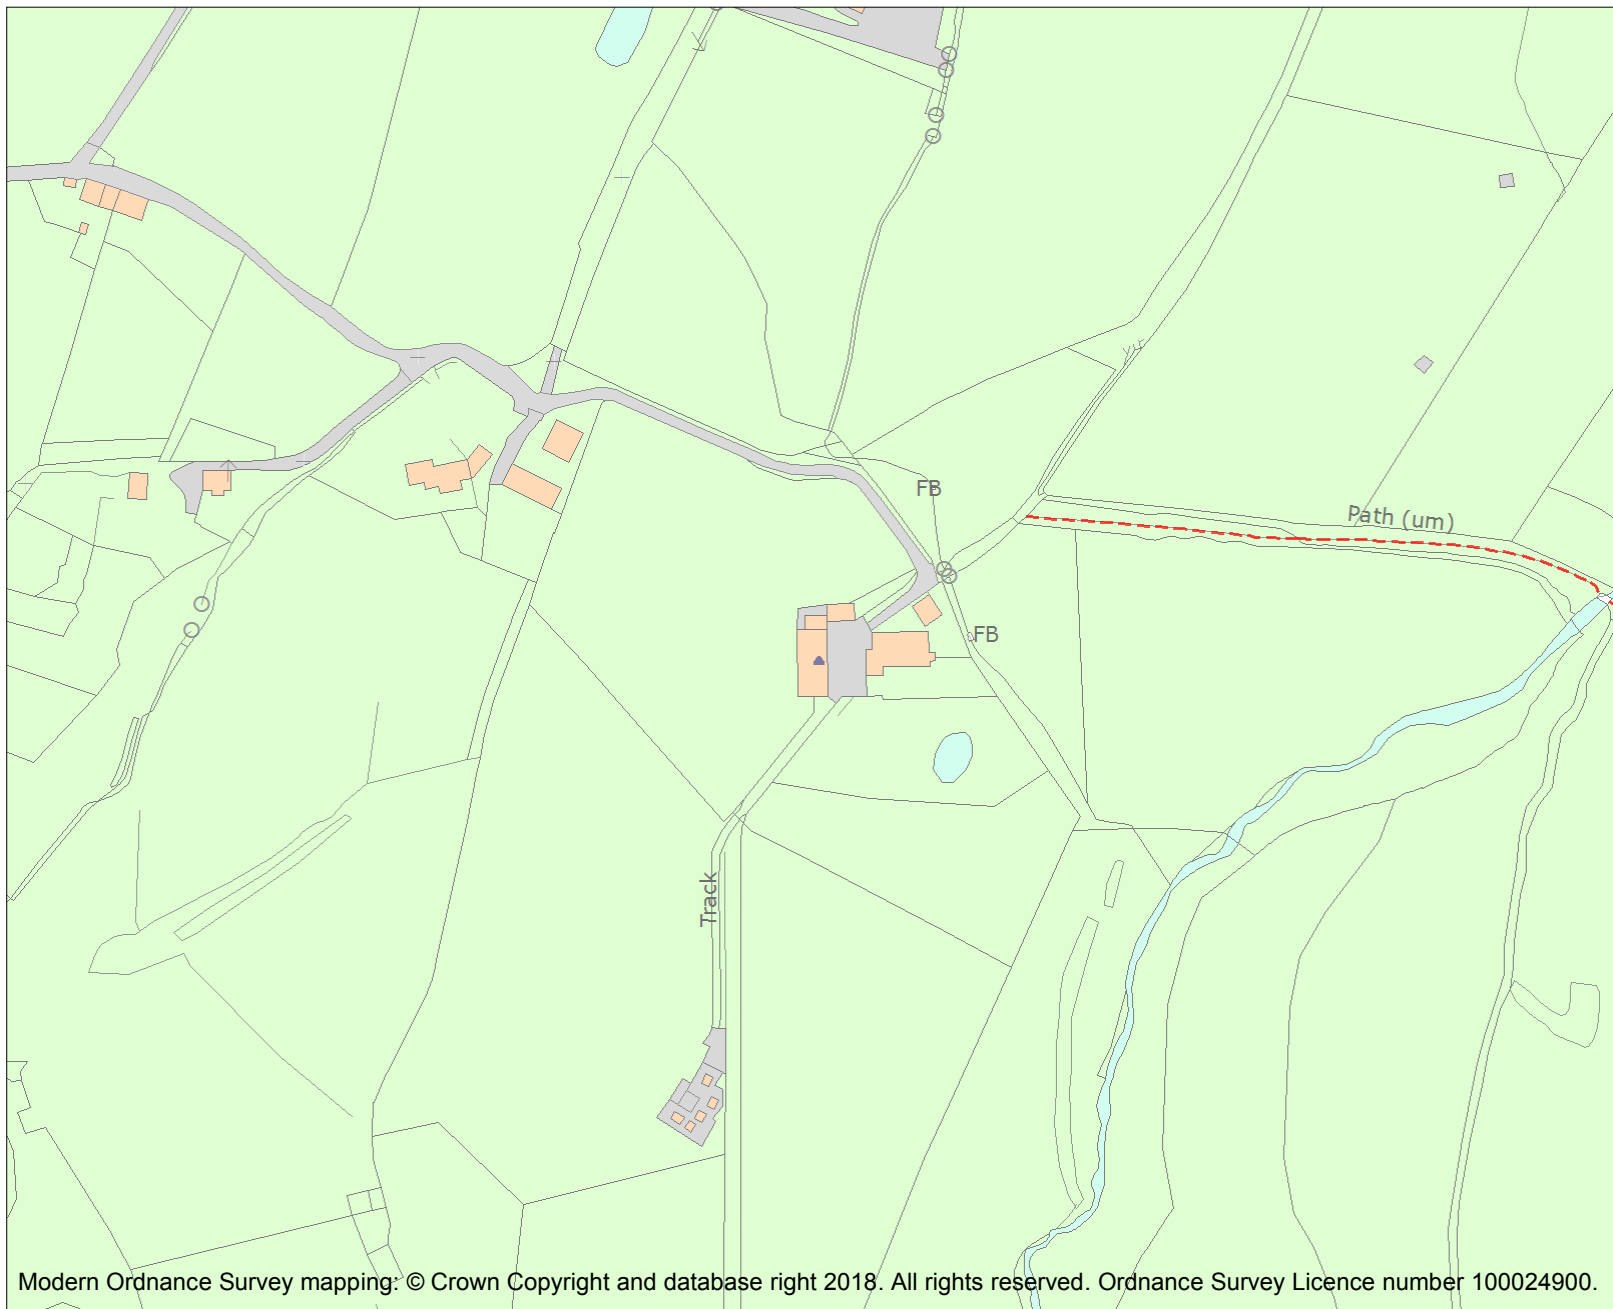 FB
Path (um)
FB
Track
Modern Ordnance Survey mapping: © Crown Copyright and database right 2018. All rights reserved. Ordnance Survey Licence number 100024900.